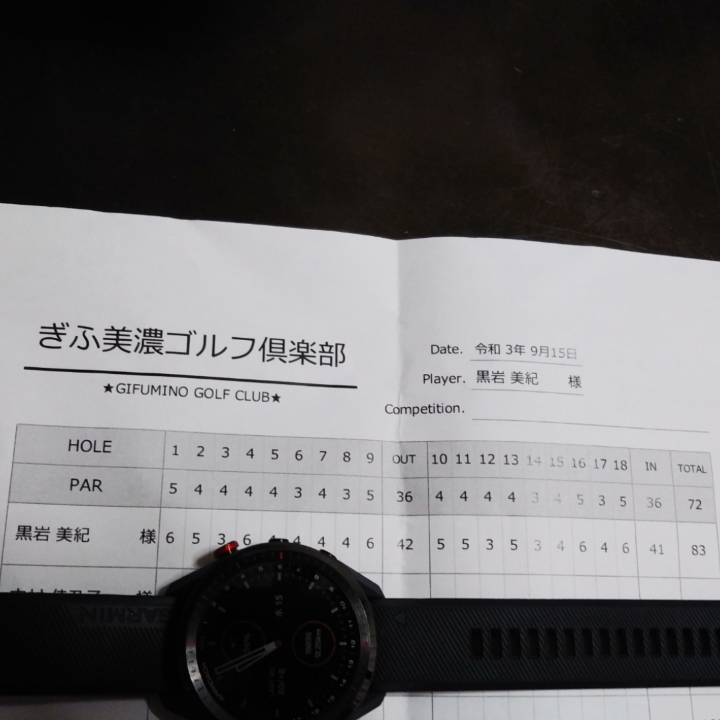 ぎふ美濃ゴルフ倶楽部
★GIFUMINO GOLF CLUB★
Date. 令和 3年 9月15日
Player. 黒岩 美紀 様
Competition.
HOLE 1 2 3 4 5 6 7 8 9 OUT 10 11 12 13 14 15 16 17 18 IN TOTAL
PAR 5 4 4 4 4 3 4 3 5 36 4 4 4 4 3 4 5 3 5 36 72
黒岩 美紀 様 6 5 3 6 4 4 4 6 42 5 5 3 5 3 4 6 4 6 41 83
様
GARMIN
水 15